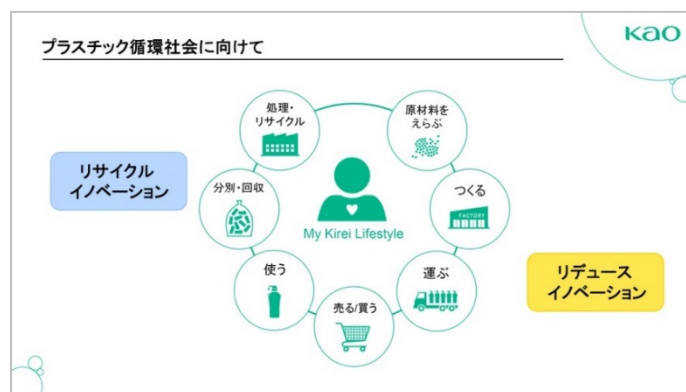 プラスチック循環社会に向けて
Kao
処理・
リサイクル
原材料を
えらぶ
リサイクル
イノベーション
分別・回収
つくる
FACTORY
My Kirei Lifestyle
使う
運ぶ
売る/買う
リデュース
イノベーション